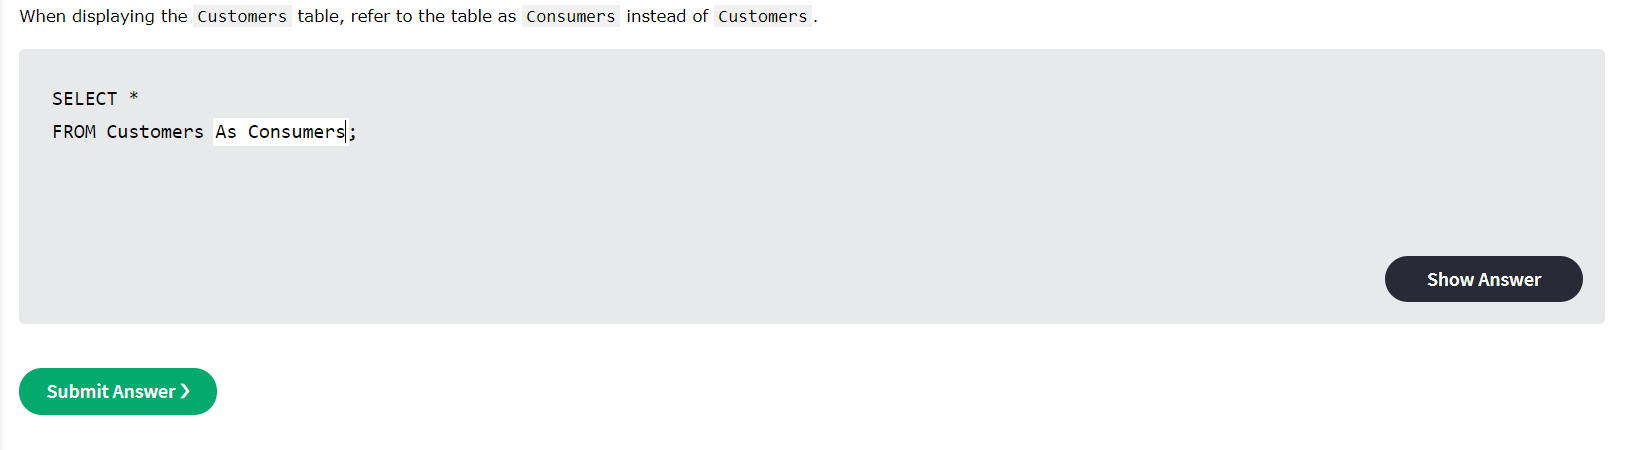 When displaying the Customers table, refer to the table as Consumers instead of Customers.
SELECT *
FROM Customers As Consumers;
Show Answer
Submit Answer ❯